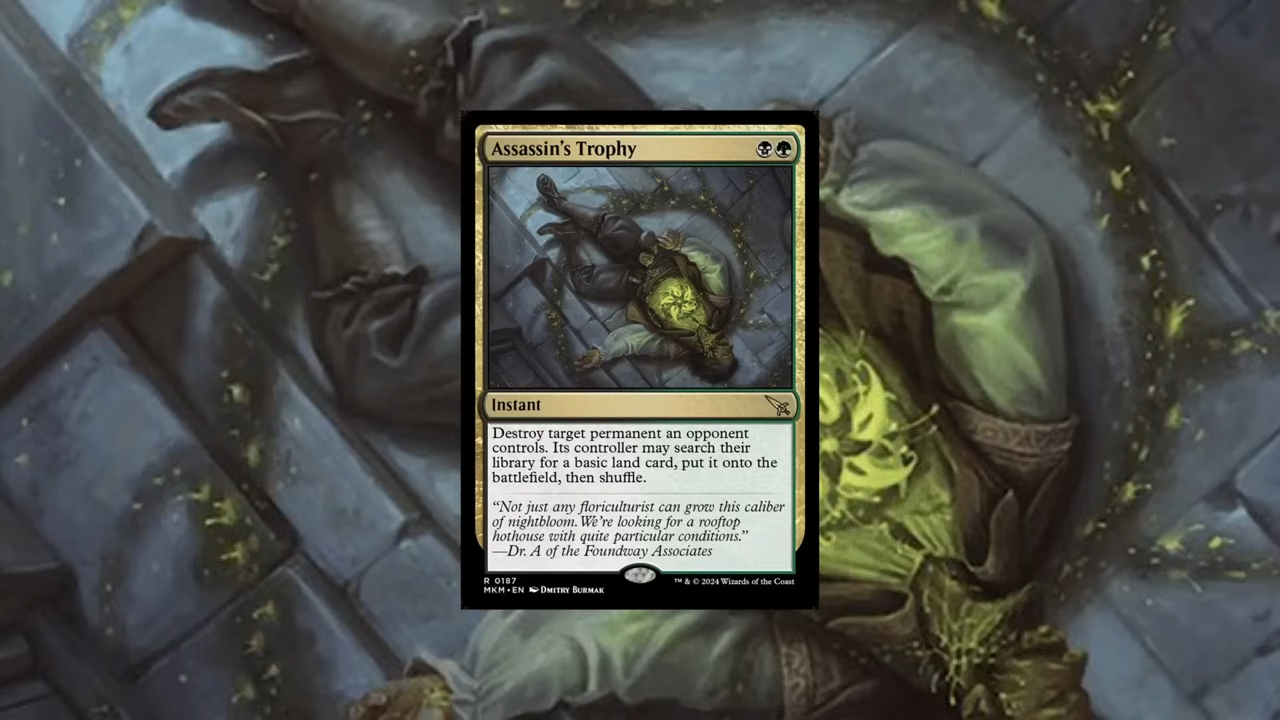 Assassin's Trophy
Instant
Destroy target permanent an opponent
controls. Its controller may search their
library for a basic land card, put it onto the
battlefield, then shuffle.
“Not just any floriculturist can grow this caliber
of nightbloom. We’re looking for a rooftop
hothouse with quite particular conditions.”
—Dr. A of the Foundway Associates
R 0187
MKM • EN Dmitry Burmak
™ & © 2024 Wizards of the Coast